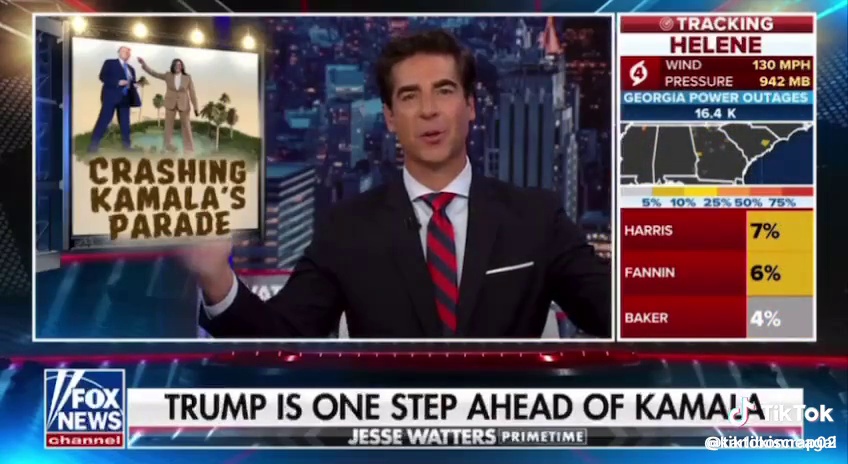 CRASHING
KAMALA'S
PARADE
TRACKING
HELENE
4
WIND 130 MPH
PRESSURE 942 MB
GEORGIA POWER OUTAGES
16.4 K
5% 10% 25% 50% 75%
HARRIS 7%
FANNIN 6%
BAKER 4%
FOX
NEWS
channel
TRUMP IS ONE STEP AHEAD OF KAMALA
JESSE WATTERS PRIMETIME
TikTok